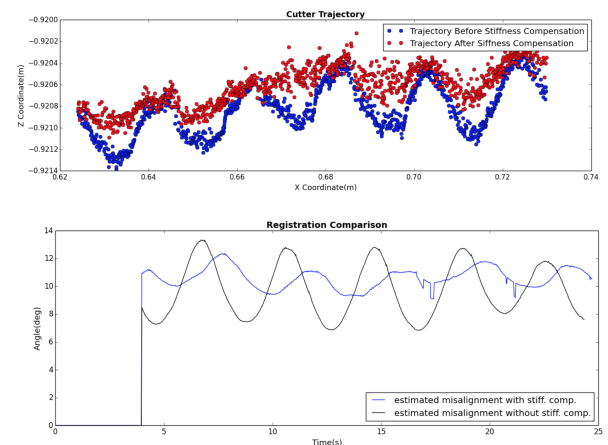 Cutter Trajectory
−0.9200
−0.9202
−0.9204
−0.9206
−0.9208
−0.9210
−0.9212
−0.9214
Z Coordinate(m)
Trajectory Before Stiffness Compensation
Trajectory After Siffness Compensation
0.62 0.64 0.66 0.68 0.70 0.72 0.74
X Coordinate(m)
Registration Comparison
14
12
10
8
6
4
2
0
Angle(deg)
estimated misalignment with stiff. comp.
estimated misalignment without stiff. comp.
0 5 10 15 20 25
Time(s)